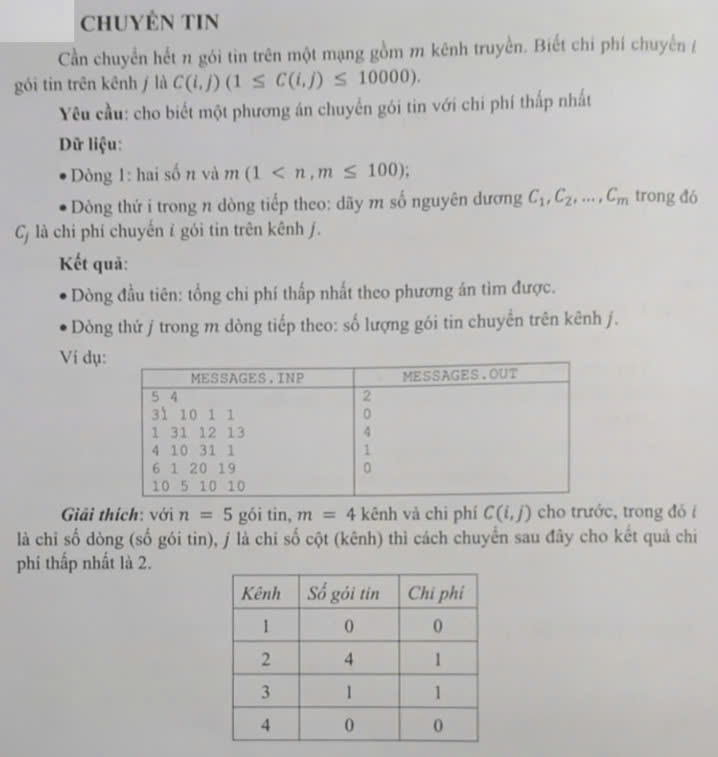 CHUYỂN TIN
Cần chuyển hết n gói tin trên một mạng gồm m kênh truyền. Biết chi phí chuyển i
gói tin trên kênh j là C(i, j) (1 ≤ C(i, j) ≤ 10000).
Yêu cầu: cho biết một phương án chuyển gói tin với chi phí thấp nhất
Dữ liệu:
• Dòng 1: hai số n và m (1 < n , m ≤ 100);
• Dòng thứ i trong n dòng tiếp theo: dãy m số nguyên dương C₁, C₂, ... , Cₘ trong đó
Cⱼ là chi phí chuyển i gói tin trên kênh j.
Kết quả:
• Dòng đầu tiên: tổng chi phí thấp nhất theo phương án tìm được.
• Dòng thứ j trong m dòng tiếp theo: số lượng gói tin chuyển trên kênh j.
Ví dụ:
MESSAGES.INP MESSAGES.OUT
5 4 2
31 10 1 1 0
1 31 12 13 4
4 10 31 1 1
6 1 20 19 0
10 5 10 10
Giải thích: với n = 5 gói tin, m = 4 kênh và chi phí C(i, j) cho trước, trong đó i
là chỉ số dòng (số gói tin), j là chỉ số cột (kênh) thì cách chuyển sau đây cho kết quả chi
phí thấp nhất là 2.
Kênh Số gói tin Chi phí
1 0 0
2 4 1
3 1 1
4 0 0